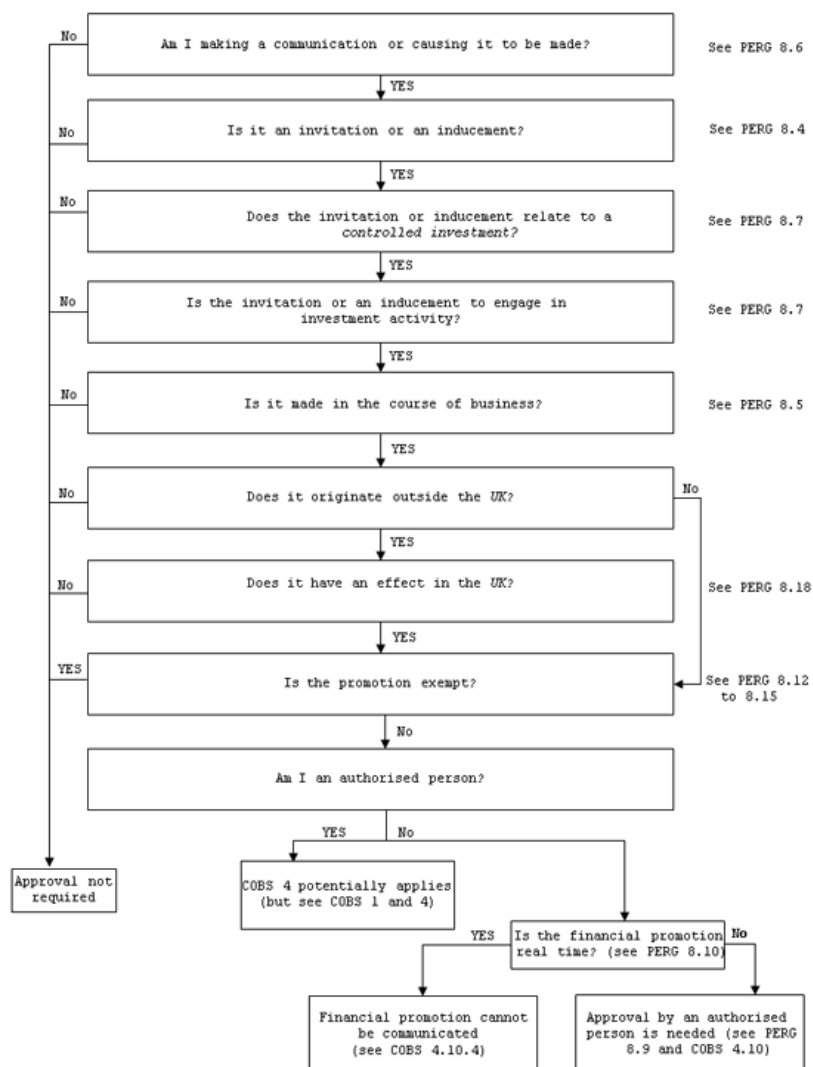 No
Am I making a communication or causing it to be made?
See PERG 8.6
YES
No
Is it an invitation or an inducement?
See PERG 8.4
YES
No
Does the invitation or inducement relate to a
controlled investment?
See PERG 8.7
YES
No
Is the invitation or an inducement to engage in
investment activity?
See PERG 8.7
YES
No
Is it made in the course of business?
See PERG 8.5
YES
No
Does it originate outside the UK?
No
YES
No
Does it have an effect in the UK?
See PERG 8.18
YES
YES
Is the promotion exempt?
See PERG 8.12
to 8.15
No
Am I an authorised person?
YES
No
Approval not
required
COBS 4 potentially applies
(but see COBS 1 and 4)
YES
Is the financial promotion
real time? (see PERG 8.10)
No
Financial promotion cannot
be communicated
(see COBS 4.10.4)
Approval by an authorised
person is needed (see PERG
8.9 and COBS 4.10)